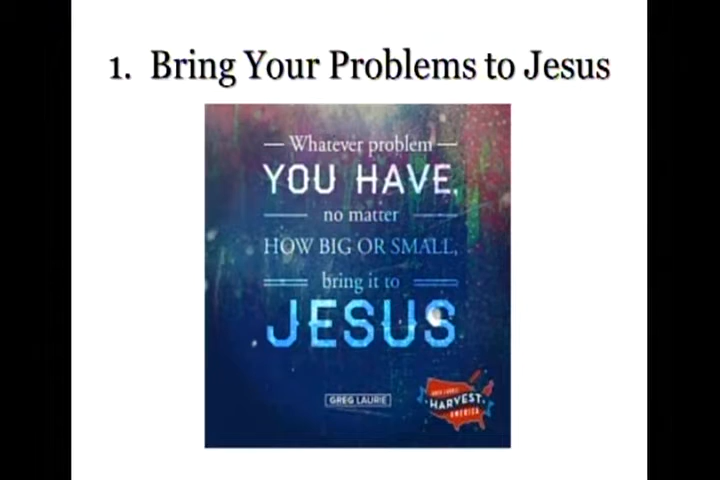 1. Bring Your Problems to Jesus
Whatever problem
YOU HAVE,
no matter
HOW BIG OR SMALL,
bring it to
JESUS
GREG LAURIE
HARVEST
AMERICA